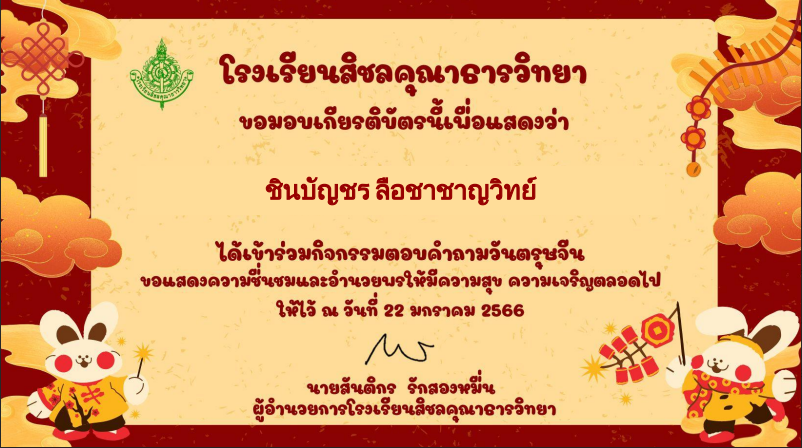 โรงเรียนสิชลคุณาธารวิทยา
ขอมอบเกียรติบัตรนี้เพื่อแสดงว่า
ชินบัญชร ลือชาชาญวิทย์
ได้เข้าร่วมกิจกรรมตอบคำถามวันตรุษจีน
ขอแสดงความชื่นชมและอำนวยพรให้มีความสุข ความเจริญตลอดไป
ให้ไว้ ณ วันที่ 22 มกราคม 2566
นายสันติกร รักสองหมื่น
ผู้อำนวยการโรงเรียนสิชลคุณาธารวิทยา